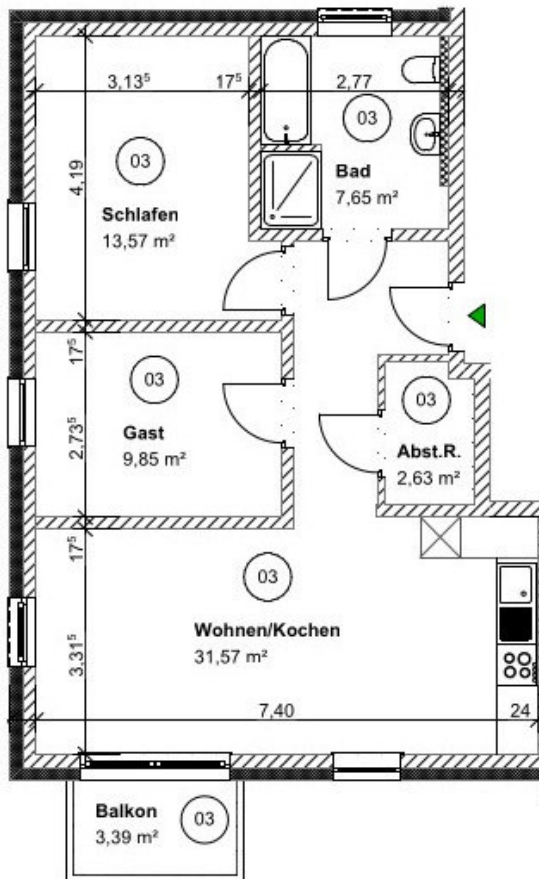 3,13⁵
17⁵
2,77
03
03
4,19
Bad
7,65 m²
Schlafen
13,57 m²
17⁵
03
03
2,73⁵
Gast
9,85 m²
Abst.R.
2,63 m²
17⁵
03
Wohnen/Kochen
31,57 m²
3,31⁵
7,40
24
Balkon
3,39 m²
03